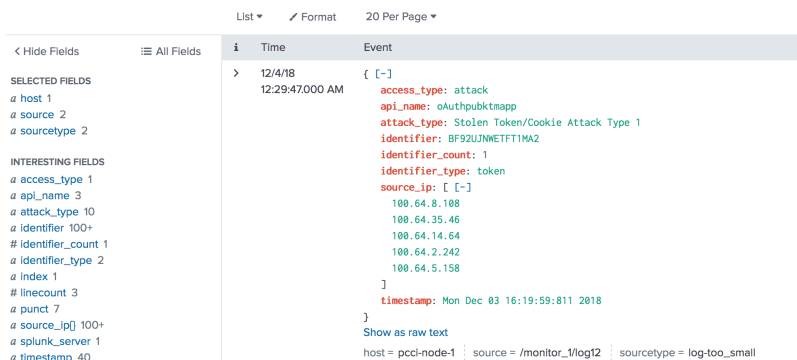 List ▾ Format 20 Per Page ▾
< Hide Fields All Fields
i Time Event
SELECTED FIELDS
a host 1
a source 2
a sourcetype 2
INTERESTING FIELDS
a access_type 1
a api_name 3
a attack_type 10
a identifier 100+
# identifier_count 1
a identifier_type 2
a index 1
# linecount 3
a punct 7
a source_ip{} 100+
a splunk_server 1
a timestamp 40
> 12/4/18
12:29:47.000 AM
{ [-]
access_type: attack
api_name: oAuthpubktmapp
attack_type: Stolen Token/Cookie Attack Type 1
identifier: BF92UJNWETFT1MA2
identifier_count: 1
identifier_type: token
source_ip: [ [-]
100.64.8.108
100.64.35.46
100.64.14.64
100.64.2.242
100.64.5.158
]
timestamp: Mon Dec 03 16:19:59:811 2018
}
Show as raw text
host = pcci-node-1 source = /monitor_1/log12 sourcetype = log-too_small